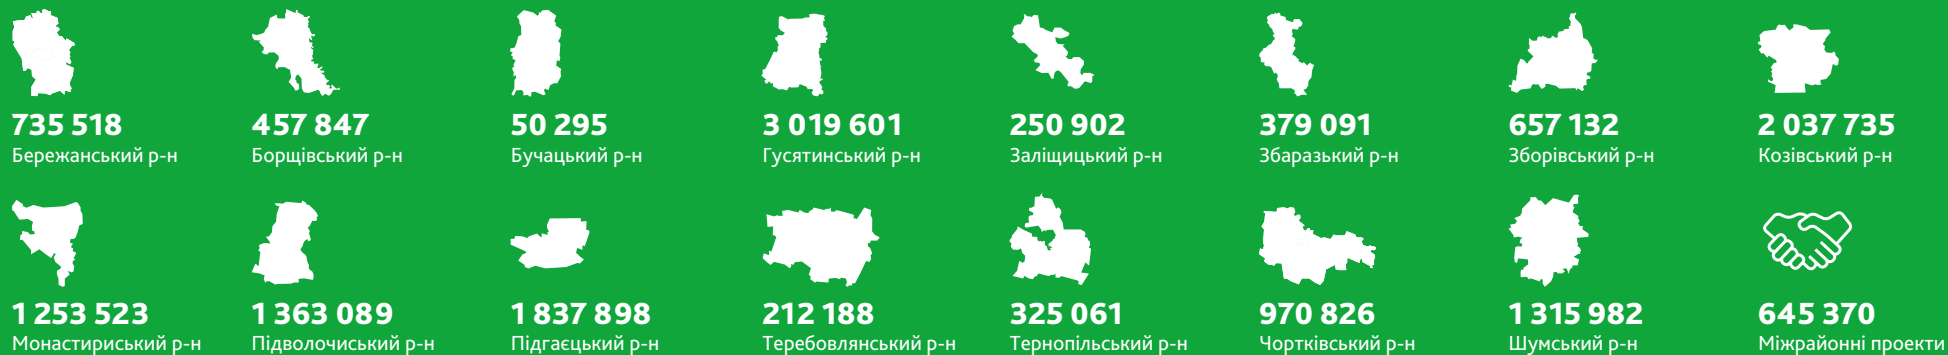 735 518
Бережанський р-н
457 847
Борщівський р-н
50 295
Бучацький р-н
3 019 601
Гусятинський р-н
250 902
Заліщицький р-н
379 091
Збаразький р-н
657 132
Зборівський р-н
2 037 735
Козівський р-н
1 253 523
Монастириський р-н
1 363 089
Підволочиський р-н
1 837 898
Підгаєцький р-н
212 188
Теребовлянський р-н
325 061
Тернопільський р-н
970 826
Чортківський р-н
1 315 982
Шумський р-н
645 370
Міжрайонні проекти